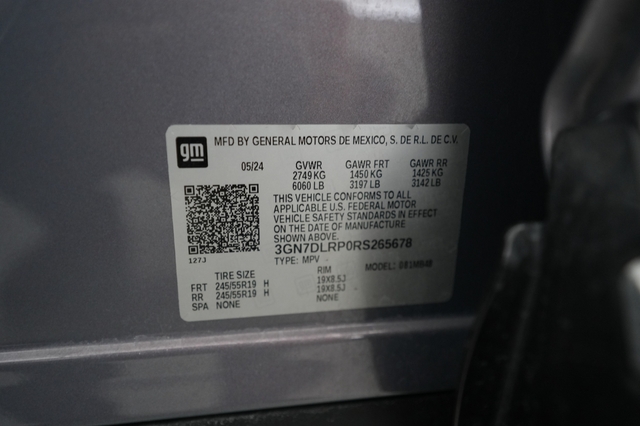 gm MFD BY GENERAL MOTORS DE MEXICO, S. DE R.L. DE C.V.
05/24 GVWR GAWR FRT GAWR RR
2749 KG 1450 KG 1425 KG
6060 LB 3197 LB 3142 LB
THIS VEHICLE CONFORMS TO ALL
APPLICABLE U.S. FEDERAL MOTOR
VEHICLE SAFETY STANDARDS IN EFFECT
ON THE DATE OF MANUFACTURE
SHOWN ABOVE.
3GN7DLRP0RS265678
127J
TYPE: MPV MODEL:
TIRE SIZE RIM
FRT 245/55R19 H 19X8.5J
RR 245/55R19 H 19X8.5J
SPA NONE NONE